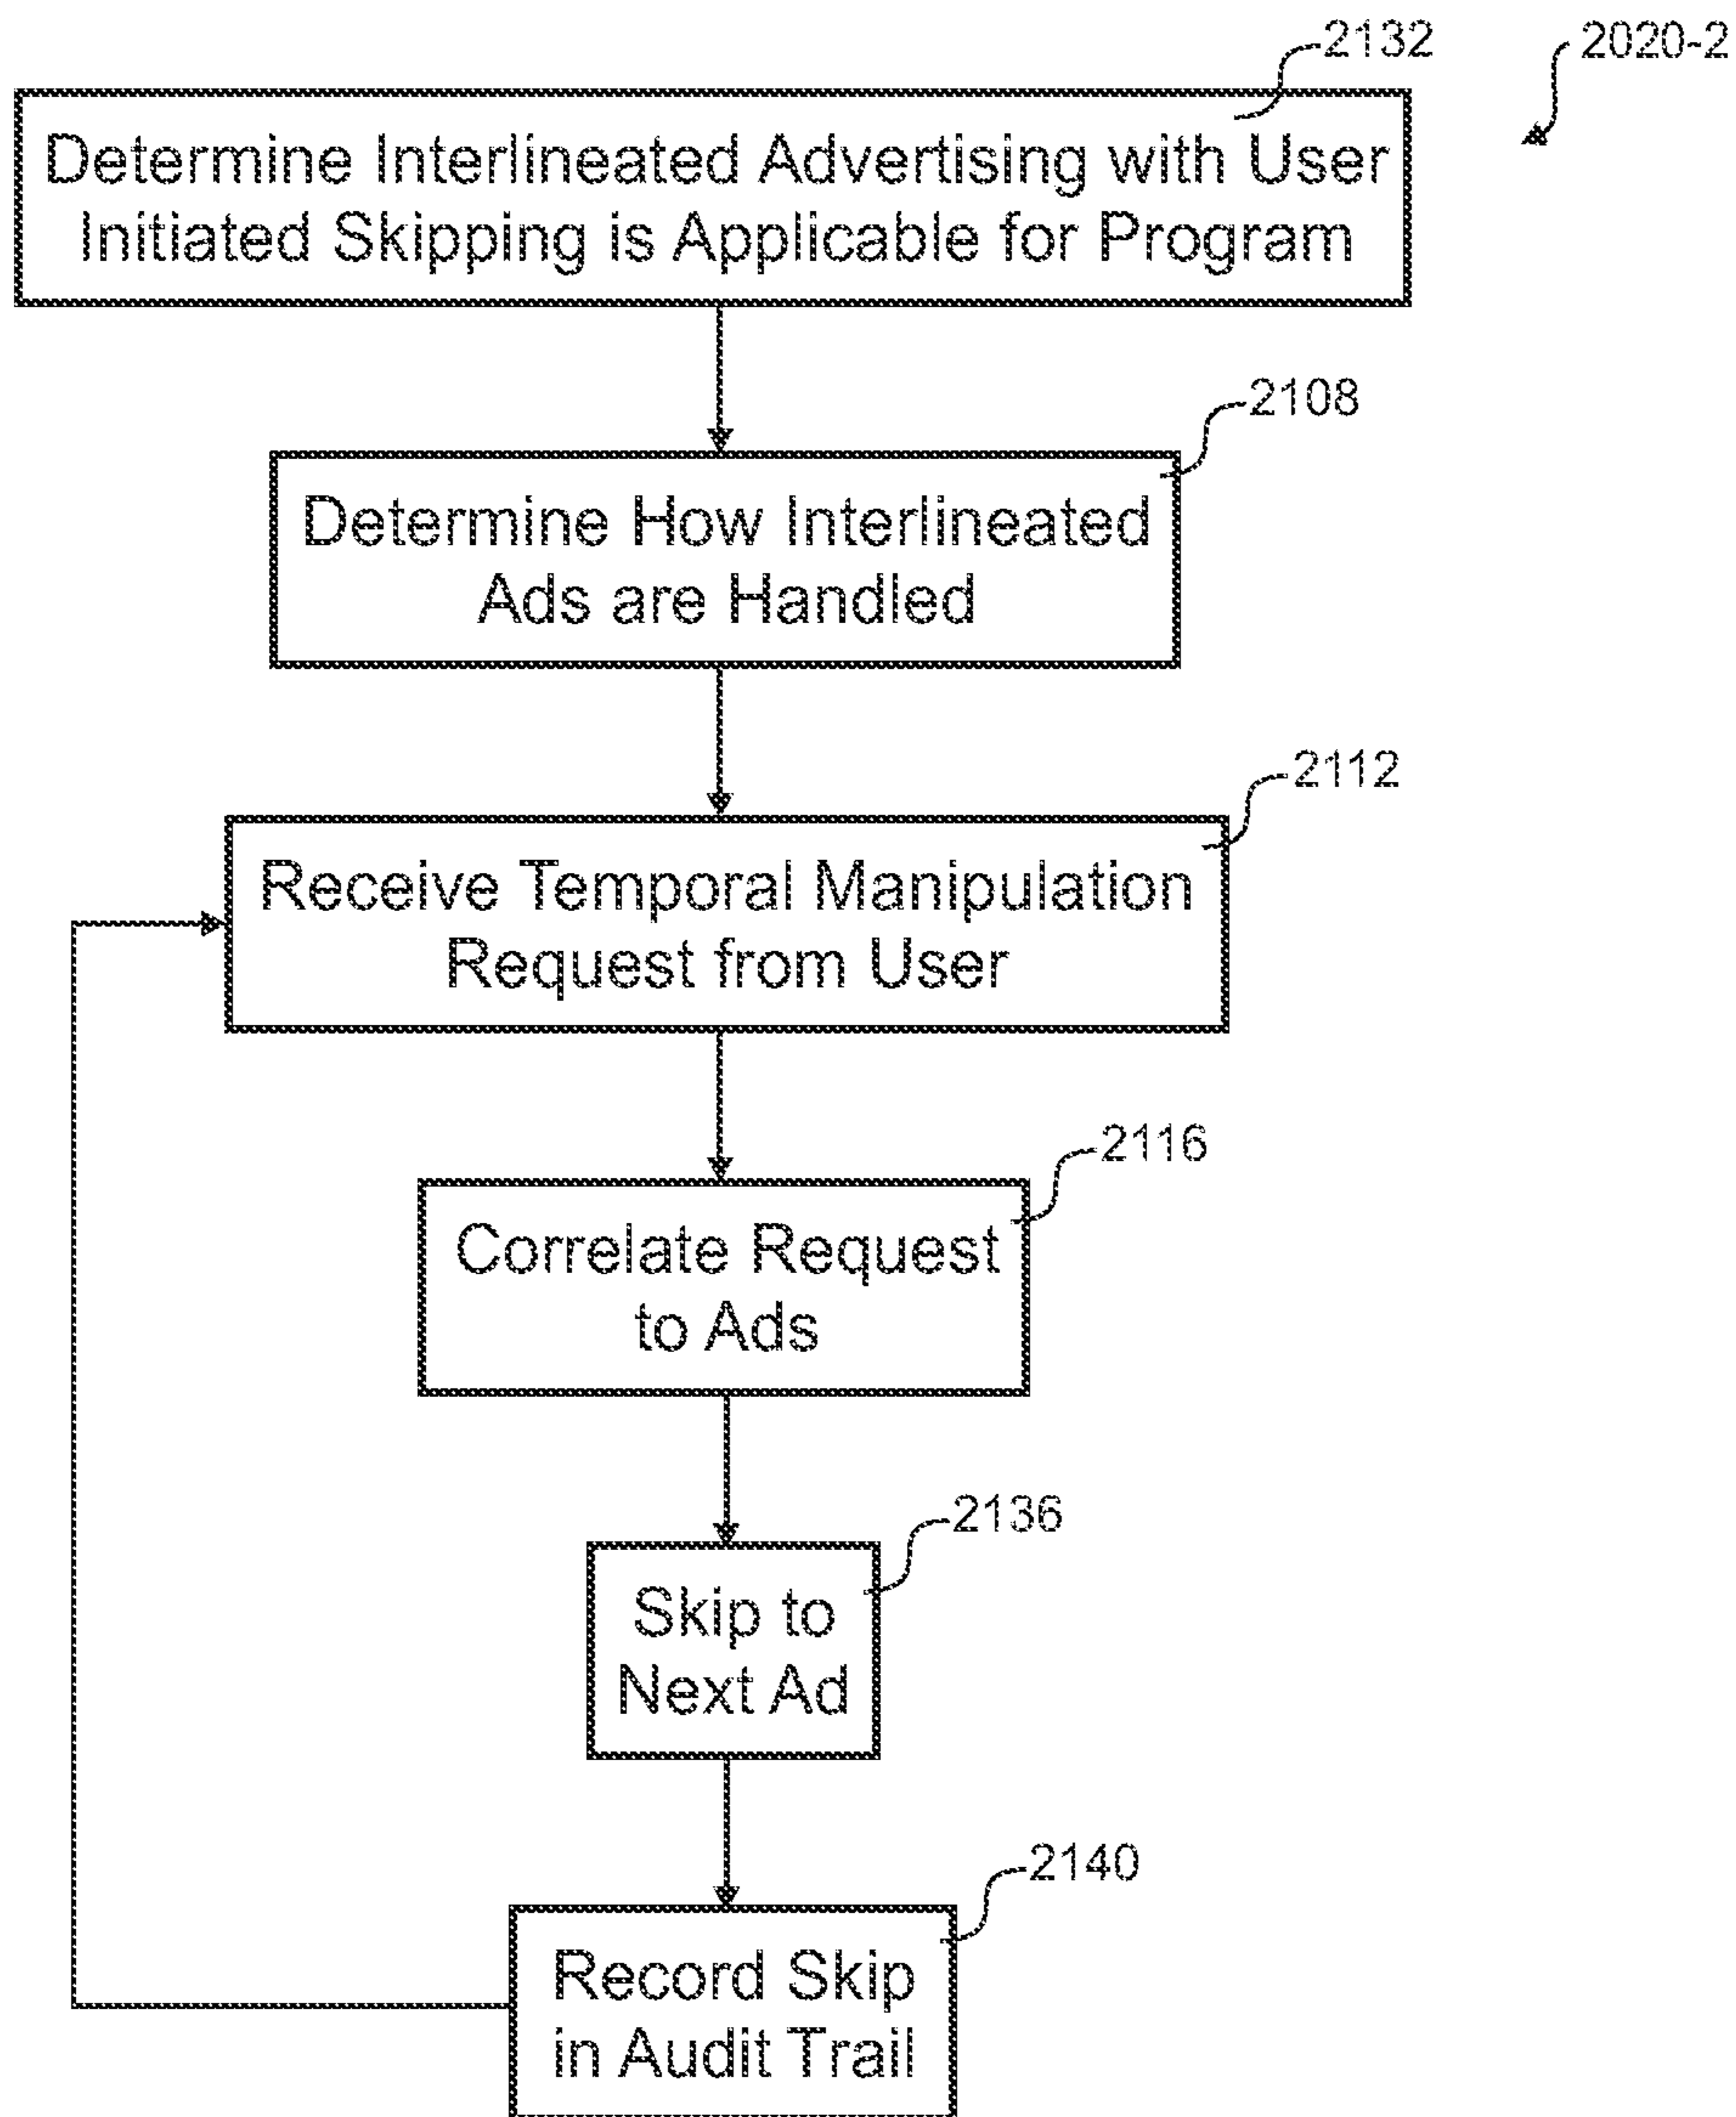 2132
2020-2
Determine Interlineated Advertising with User
Initiated Skipping is Applicable for Program
2108
Determine How Interlineated
Ads are Handled
2112
Receive Temporal Manipulation
Request from User
2116
Correlate Request
to Ads
2136
Skip to
Next Ad
2140
Record Skip
in Audit Trail